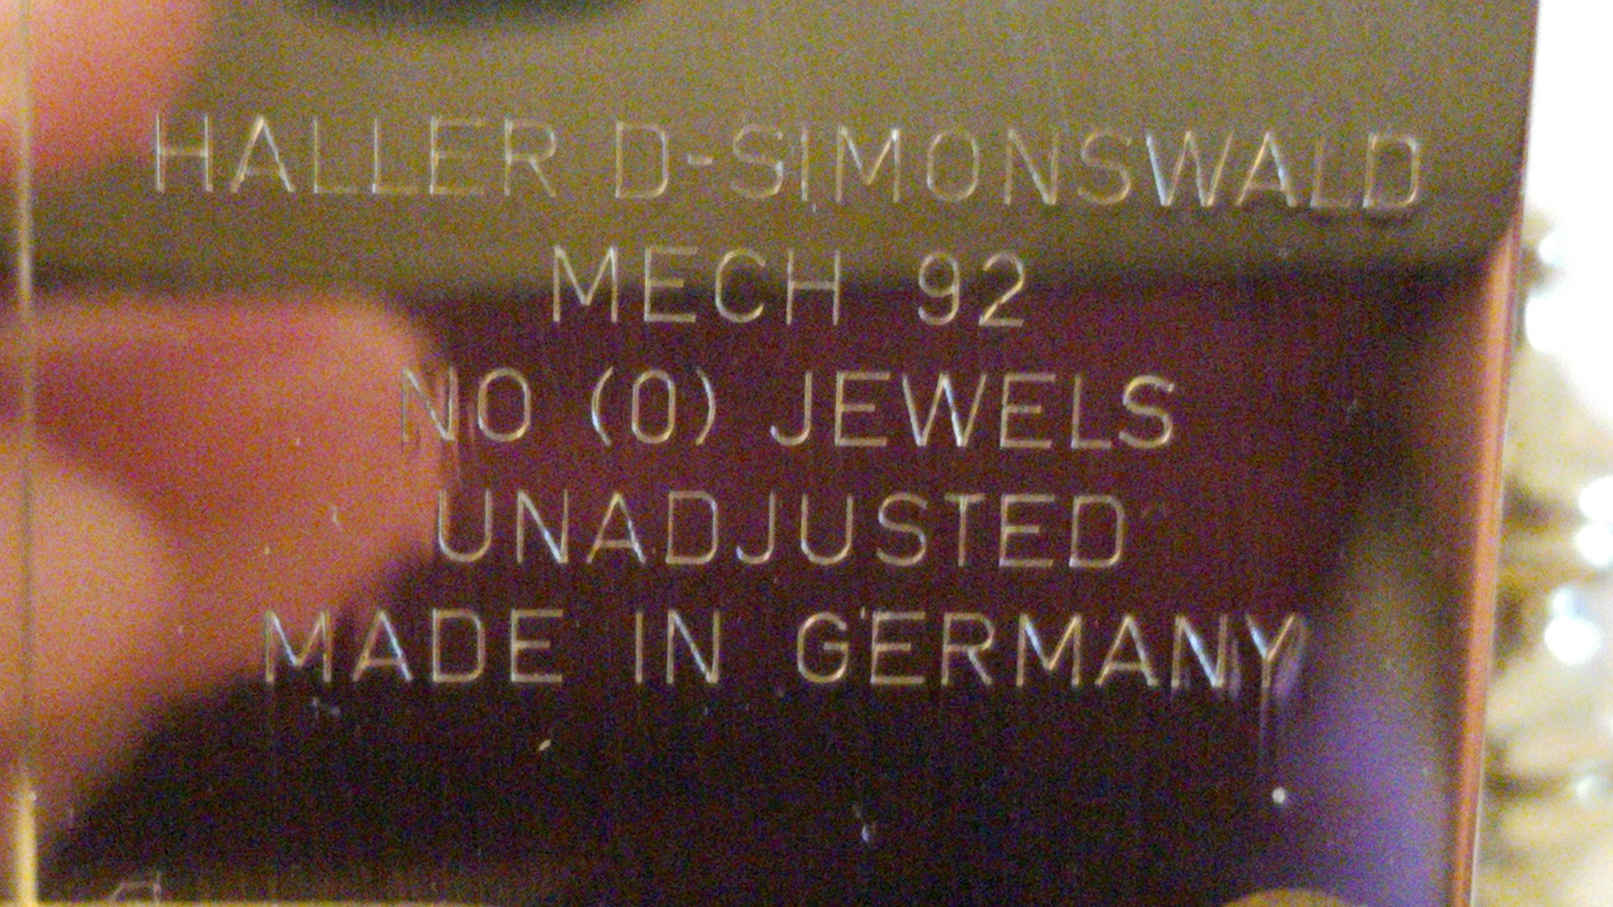 HALLER D-SIMONSWALD
MECH 92
NO (0) JEWELS
UNADJUSTED
MADE IN GERMANY